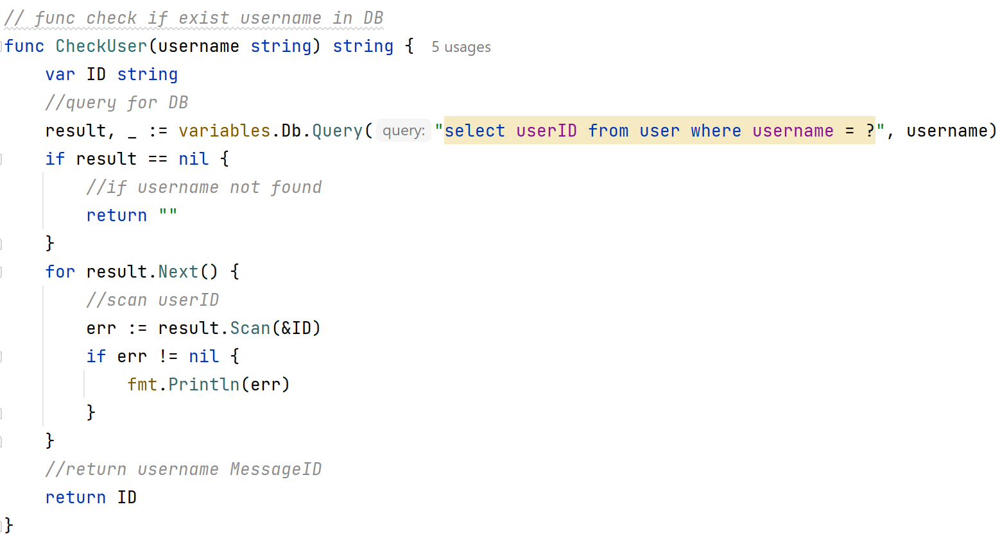 // func check if exist username in DB
func CheckUser(username string) string { 5 usages
var ID string
//query for DB
result, _ := variables.Db.Query( query: "select userID from user where username = ?", username)
if result == nil {
//if username not found
return ""
}
for result.Next() {
//scan userID
err := result.Scan(&ID)
if err != nil {
fmt.Println(err)
}
}
//return username MessageID
return ID
}